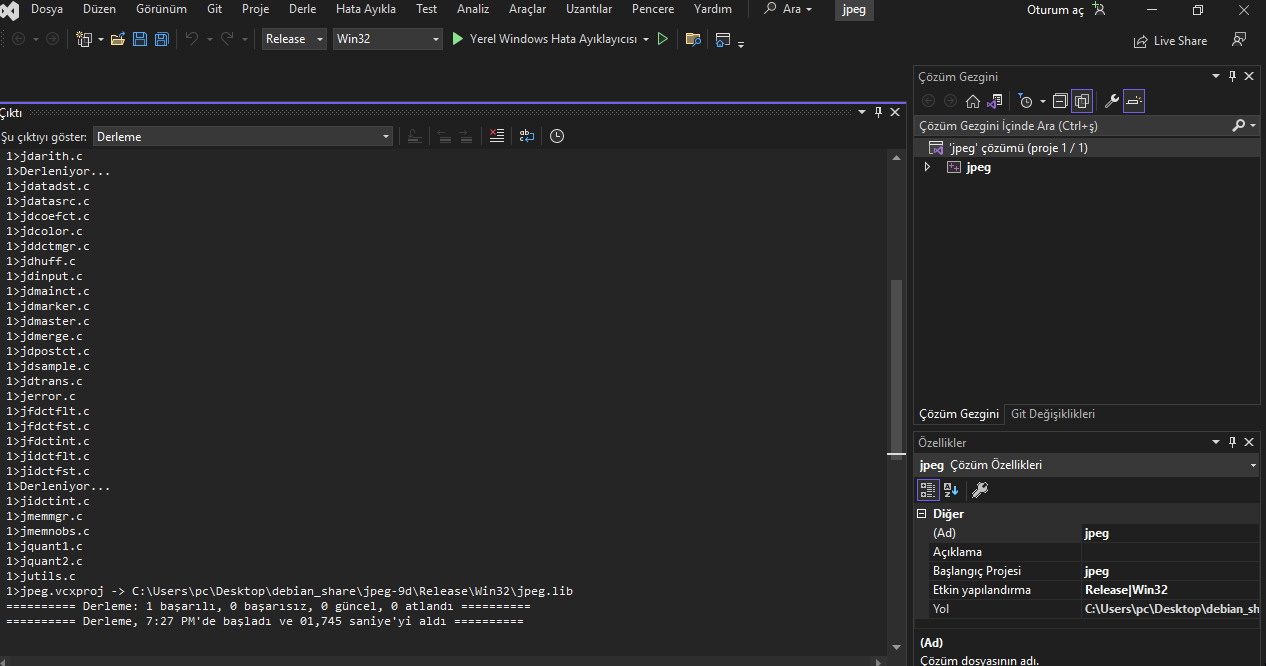 Dosya Düzen Görünüm Git Proje Derle Hata Ayıkla Test Analiz Araçlar Uzantılar Pencere Yardım Ara jpeg Oturum aç
Release Win32 Yerel Windows Hata Ayıklayıcısı Live Share
Çıktı
Şu çıktıyı göster: Derleme
1>jdarith.c
1>Derleniyor...
1>jdatadst.c
1>jdatasrc.c
1>jdcoefct.c
1>jdcolor.c
1>jddctmgr.c
1>jdhuff.c
1>jdinput.c
1>jdmainct.c
1>jdmarker.c
1>jdmaster.c
1>jdmerge.c
1>jdpostct.c
1>jdsample.c
1>jdtrans.c
1>jerror.c
1>jfdctflt.c
1>jfdctfst.c
1>jfdctint.c
1>jidctflt.c
1>jidctfst.c
1>Derleniyor...
1>jidctint.c
1>jmemmgr.c
1>jmemnobs.c
1>jquant1.c
1>jquant2.c
1>jutils.c
1>jpeg.vcxproj -> C:\Users\pc\Desktop\debian_share\jpeg-9d\Release\Win32\jpeg.lib
========== Derleme: 1 başarılı, 0 başarısız, 0 güncel, 0 atlandı ==========
========== Derleme, 7:27 PM'de başladı ve 01,745 saniye'yi aldı ==========
Çözüm Gezgini
Çözüm Gezgini İçinde Ara (Ctrl+ş)
'jpeg' çözümü (proje 1 / 1)
jpeg
Çözüm Gezgini Git Değişiklikleri
Özellikler
jpeg Çözüm Özellikleri
Diğer
(Ad) jpeg
Açıklama
Başlangıç Projesi jpeg
Etkin yapılandırma Release|Win32
Yol C:\Users\pc\Desktop\debian_sh
(Ad)
Çözüm dosyasının adı.